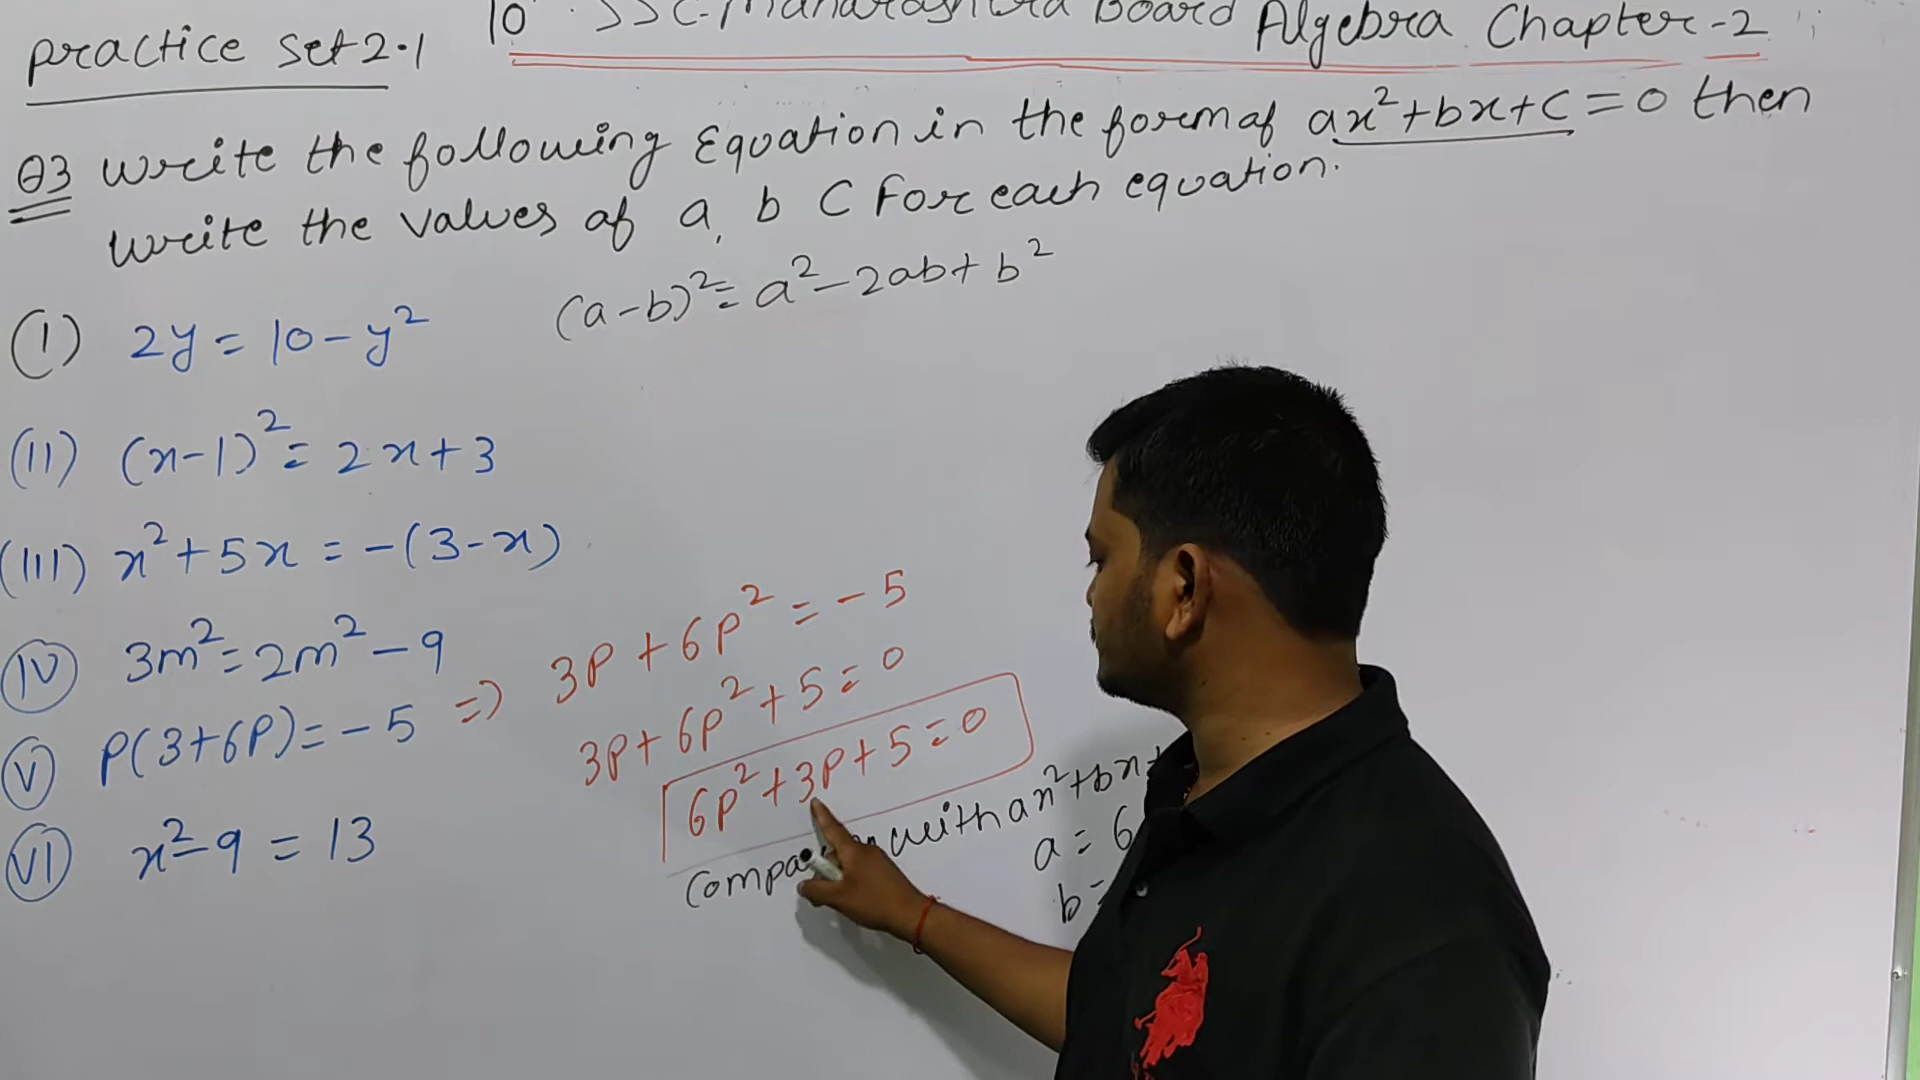 Practice Set 2.1
10 SSC-Maharashtra Board Algebra Chapter-2
Q3 Write the following Equation in the form of ax²+bx+c=0 then
write the values of a, b c For each equation.
(a-b)²= a²-2ab+b²
(I) 2y = 10-y²
(II) (x-1)² = 2x+3
(III) x²+5x = -(3-x)
(IV) 3m²=2m²-9
(V) P(3+6P)=-5 => 3P+6P² = -5
3P+6P²+5=0
6P²+3P+5=0
with ax²+bx+
a = 6
b =
(VI) x²-9 = 13